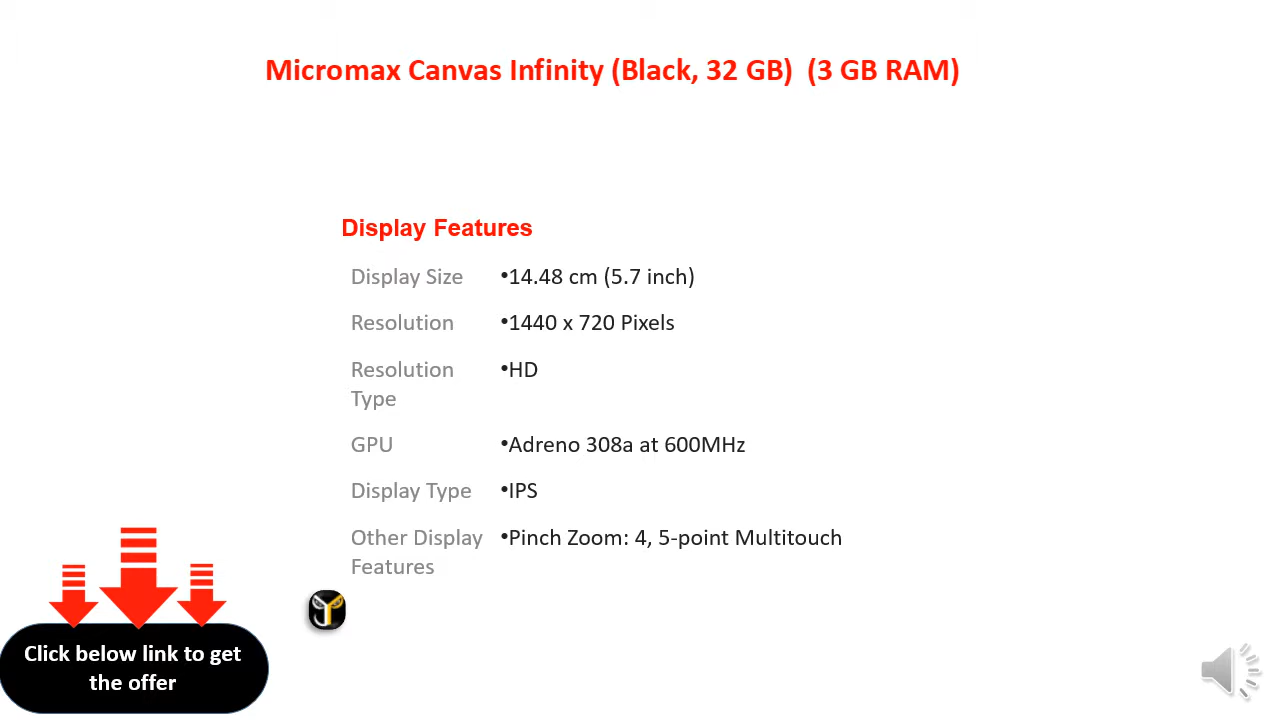 Micromax Canvas Infinity (Black, 32 GB)  (3 GB RAM)
Display Features
Display Size •14.48 cm (5.7 inch)
Resolution •1440 x 720 Pixels
Resolution •HD
Type
GPU •Adreno 308a at 600MHz
Display Type •IPS
Other Display •Pinch Zoom: 4, 5-point Multitouch
Features
Click below link to get
the offer